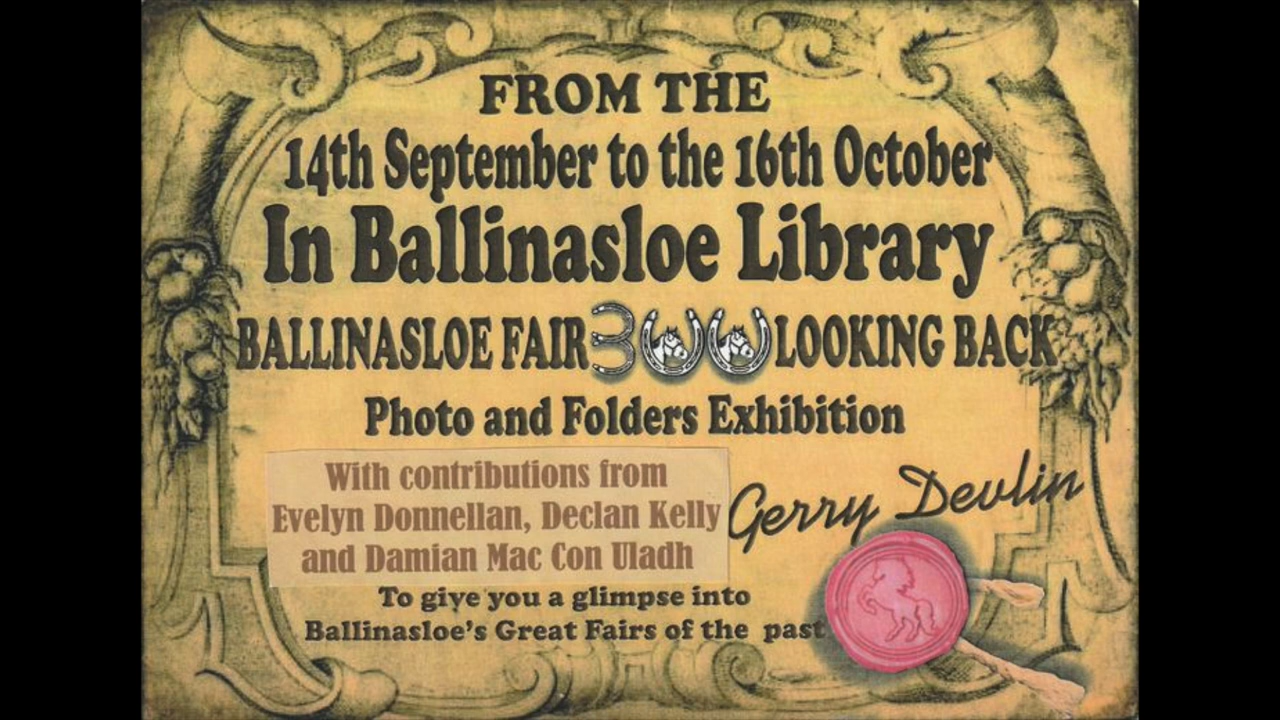 FROM THE
14th September to the 16th October
In Ballinasloe Library
BALLINASLOE FAIR 300 LOOKING BACK
Photo and Folders Exhibition
With contributions from
Evelyn Donnellan, Declan Kelly
and Damian Mac Con Uladh
Gerry Devlin
To give you a glimpse into
Ballinasloe's Great Fairs of the past